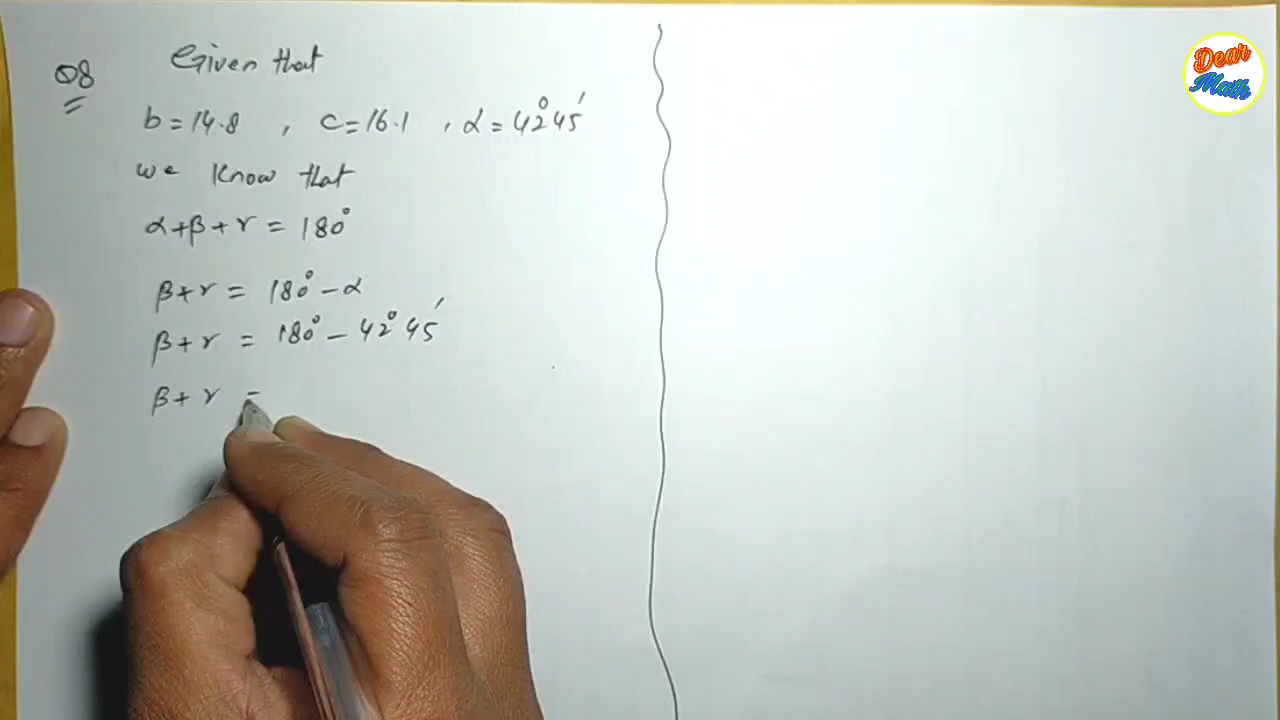 Q8 Given that
b = 14.8 , c = 16.1 , α = 42° 45'
we know that
α+β+γ = 180°
β+γ = 180° - α
β+γ = 180° - 42° 45'
β+γ =
Dear
Math